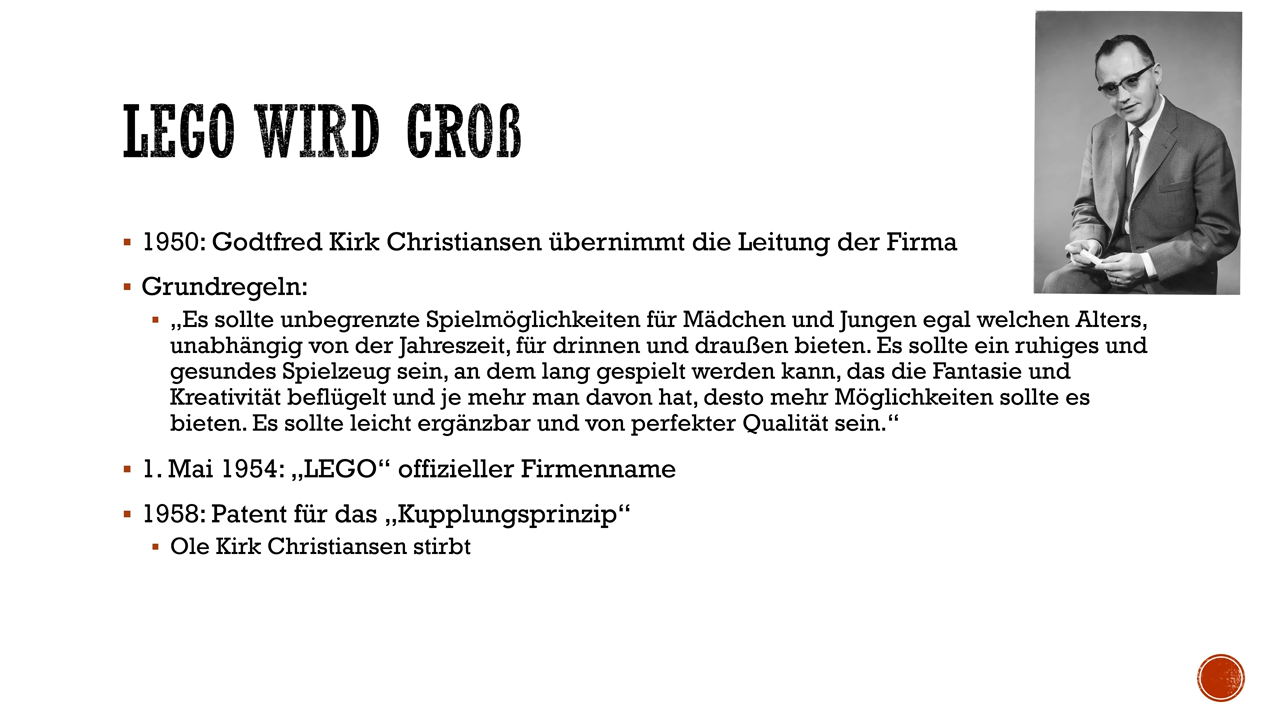 LEGO WIRD GROß
1950: Godtfred Kirk Christiansen übernimmt die Leitung der Firma
Grundregeln:
„Es sollte unbegrenzte Spielmöglichkeiten für Mädchen und Jungen egal welchen Alters,
unabhängig von der Jahreszeit, für drinnen und draußen bieten. Es sollte ein ruhiges und
gesundes Spielzeug sein, an dem lang gespielt werden kann, das die Fantasie und
Kreativität beflügelt und je mehr man davon hat, desto mehr Möglichkeiten sollte es
bieten. Es sollte leicht ergänzbar und von perfekter Qualität sein.“
1. Mai 1954: „LEGO“ offizieller Firmenname
1958: Patent für das „Kupplungsprinzip“
Ole Kirk Christiansen stirbt